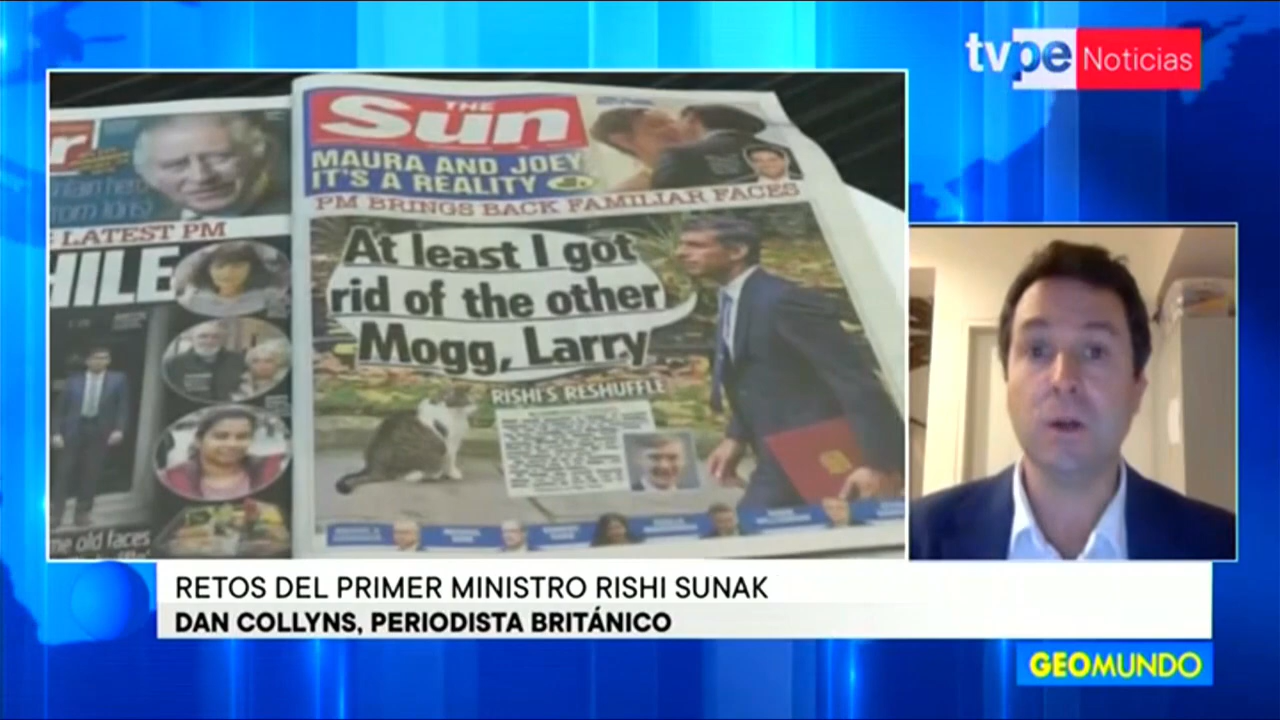 tvpe Noticias
THE
Sun
MAURA AND JOEY
IT'S A REALITY
PM BRINGS BACK FAMILIAR FACES
At least I got
rid of the other
Mogg, Larry
RISHI'S RESHUFFLE
r
LATEST PM
HILE
me old faces
RETOS DEL PRIMER MINISTRO RISHI SUNAK
DAN COLLYNS, PERIODISTA BRITÁNICO
GEOMUNDO